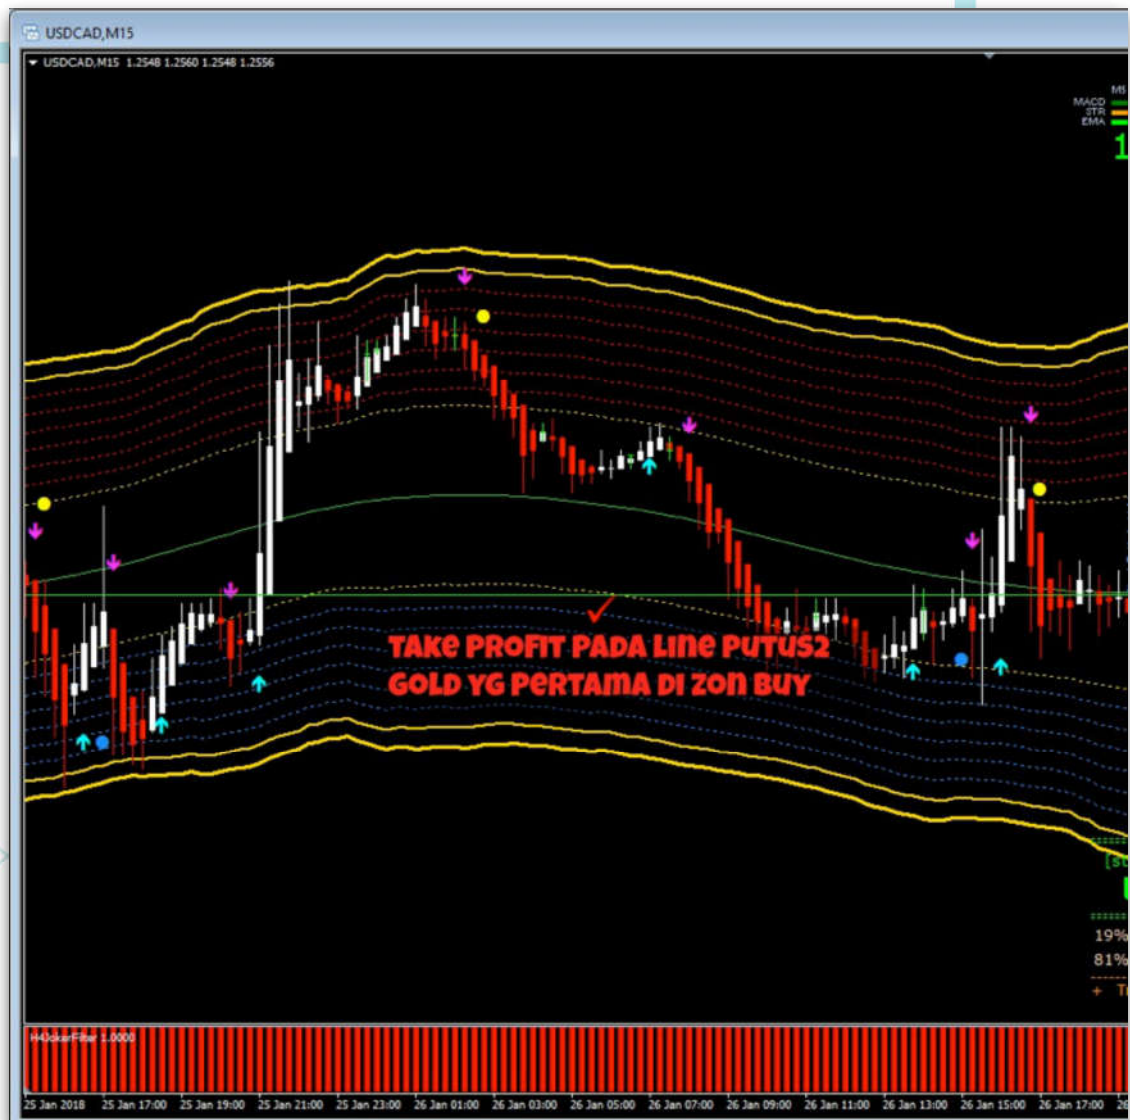 USDCAD,M15
USDCAD,M15 1.2548 1.2560 1.2548 1.2556
M5
MACD
STR
EMA
1
TAKE PROFIT PADA LINE PUTUS2
GOLD YG PERTAMA DI ZON BUY
19%
81%
+ T
H4JokerFilter 1.0000
25 Jan 2018 25 Jan 17:00 25 Jan 19:00 25 Jan 21:00 25 Jan 23:00 26 Jan 01:00 26 Jan 03:00 26 Jan 05:00 26 Jan 07:00 26 Jan 09:00 26 Jan 11:00 26 Jan 13:00 26 Jan 15:00 26 Jan 17:00